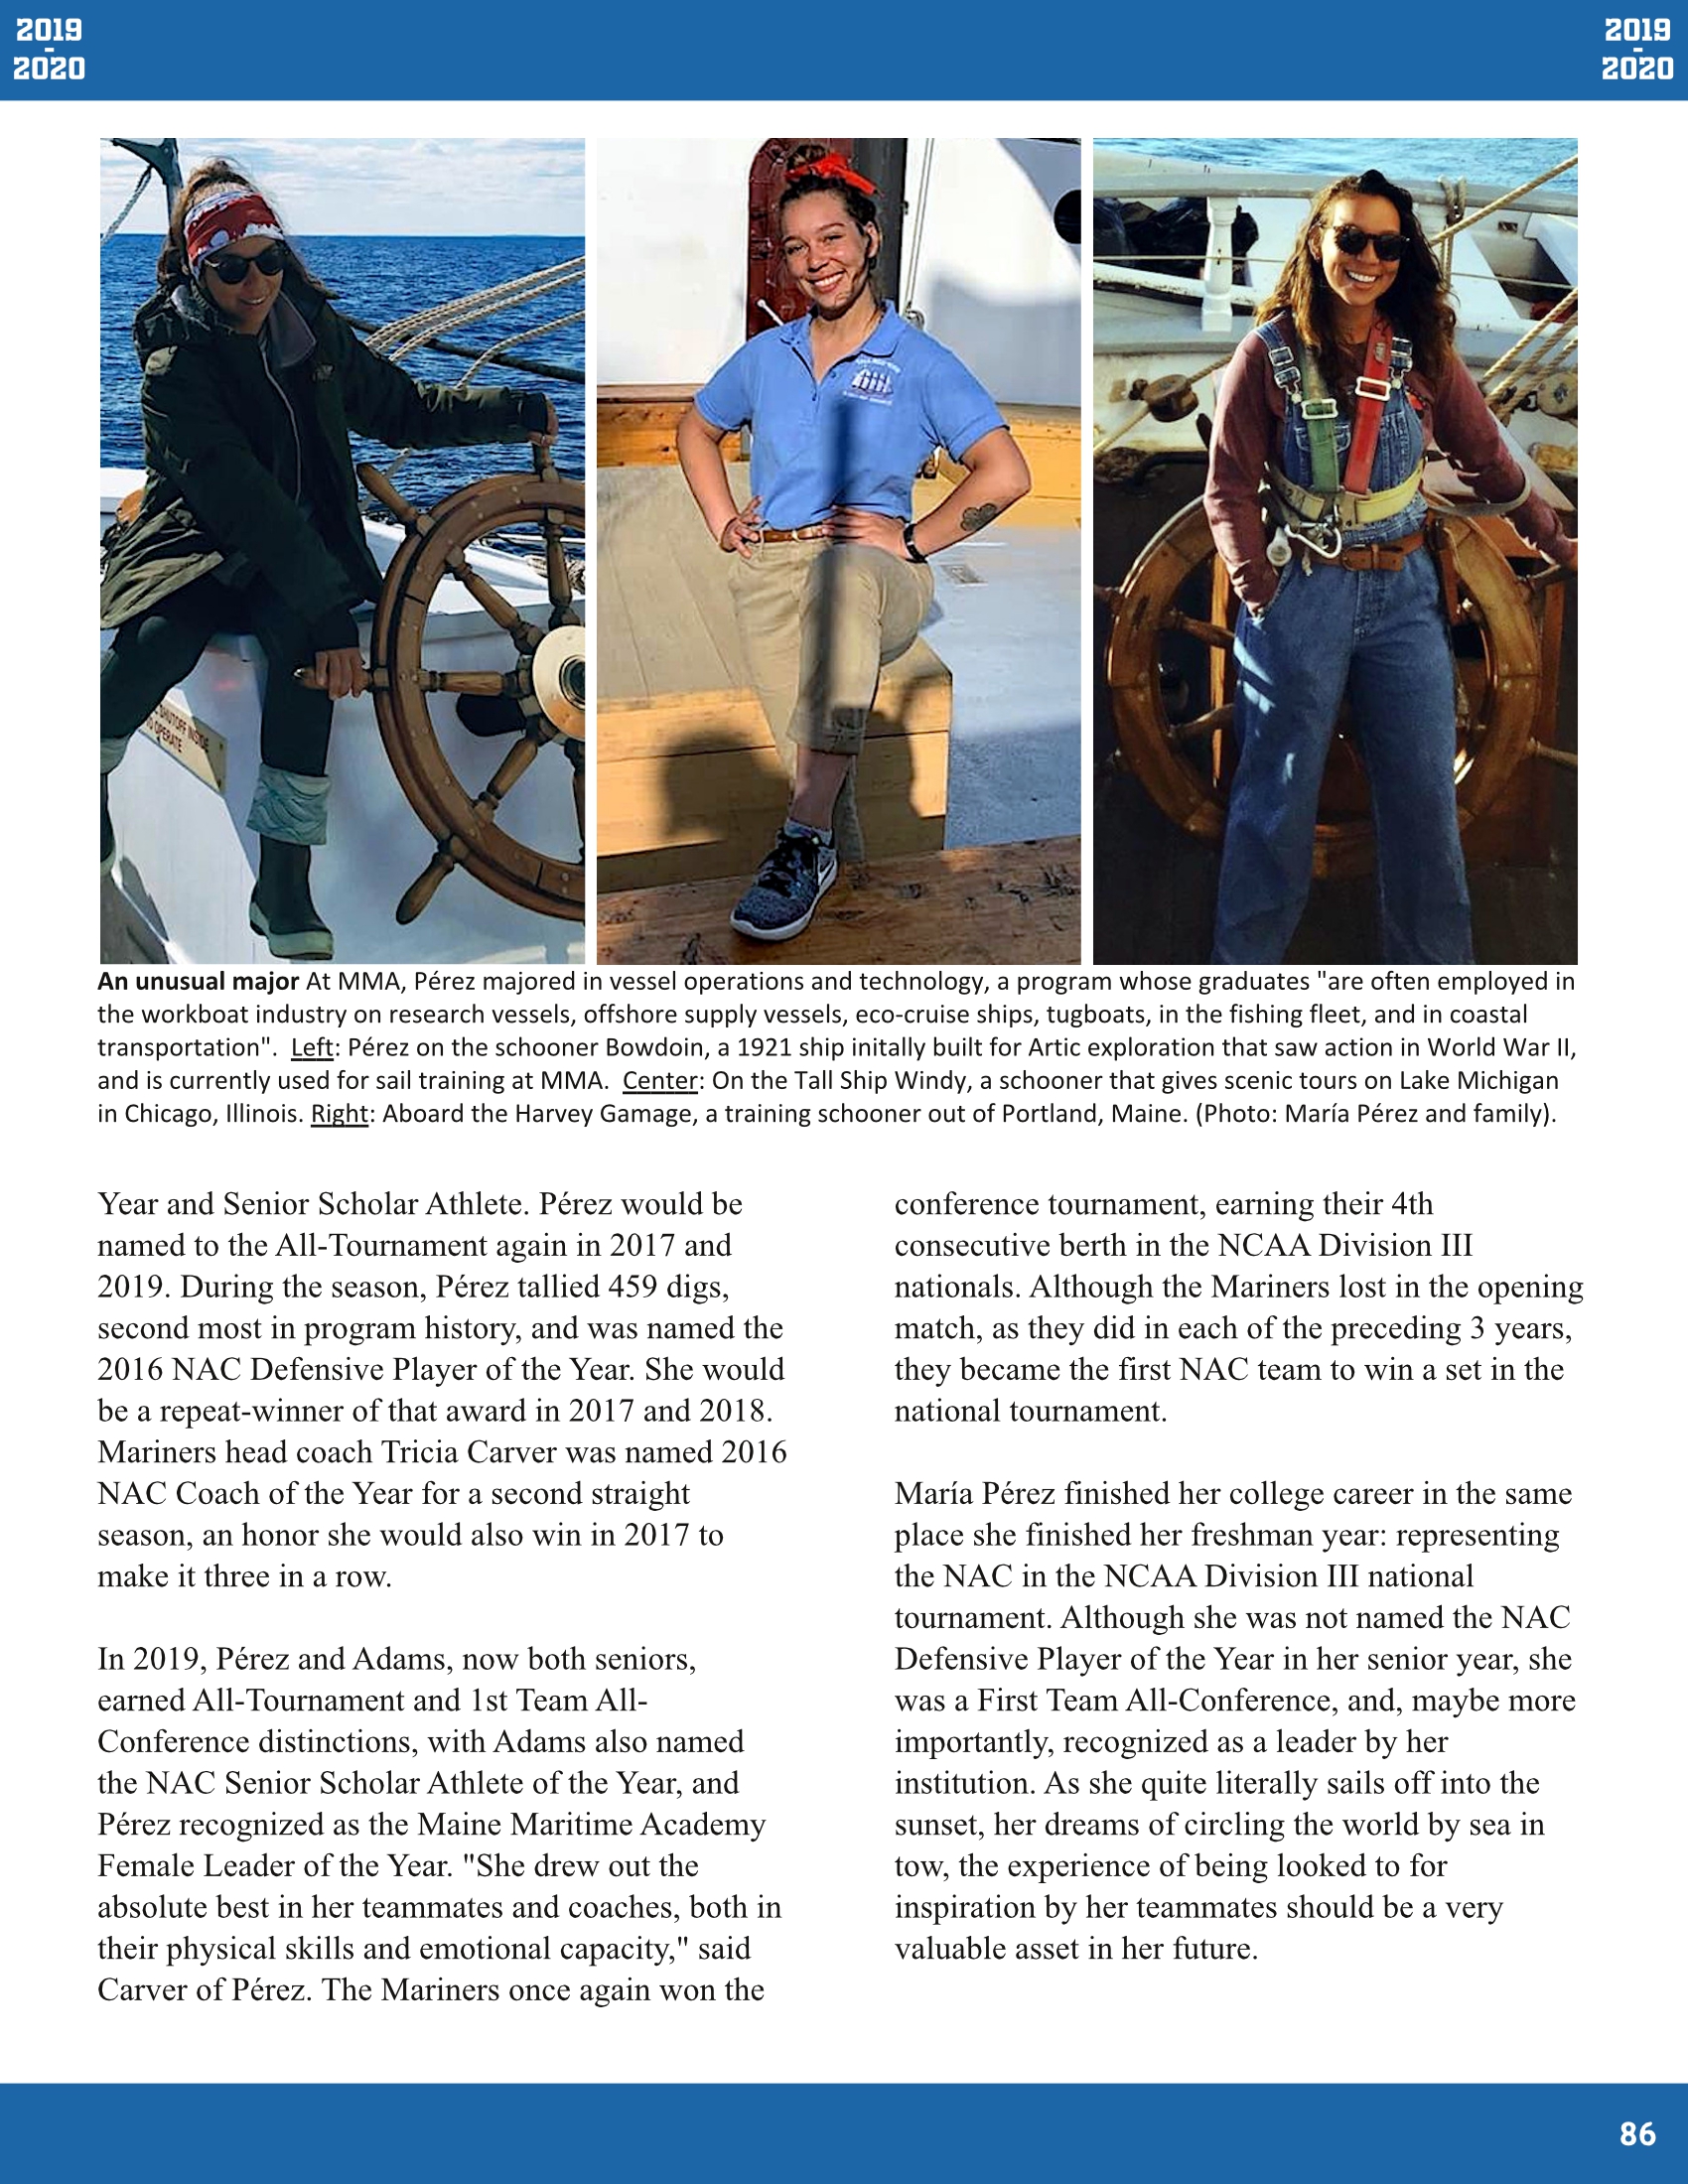 2019
-
2020
2019
-
2020
SHUTOFF INSIDE
TO OPERATE
An unusual major At MMA, Pérez majored in vessel operations and technology, a program whose graduates "are often employed in
the workboat industry on research vessels, offshore supply vessels, eco-cruise ships, tugboats, in the fishing fleet, and in coastal
transportation".  Left: Pérez on the schooner Bowdoin, a 1921 ship initally built for Artic exploration that saw action in World War II,
and is currently used for sail training at MMA.  Center: On the Tall Ship Windy, a schooner that gives scenic tours on Lake Michigan
in Chicago, Illinois. Right: Aboard the Harvey Gamage, a training schooner out of Portland, Maine. (Photo: María Pérez and family).
Year and Senior Scholar Athlete. Pérez would be
named to the All-Tournament again in 2017 and
2019. During the season, Pérez tallied 459 digs,
second most in program history, and was named the
2016 NAC Defensive Player of the Year. She would
be a repeat-winner of that award in 2017 and 2018.
Mariners head coach Tricia Carver was named 2016
NAC Coach of the Year for a second straight
season, an honor she would also win in 2017 to
make it three in a row.
In 2019, Pérez and Adams, now both seniors,
earned All-Tournament and 1st Team All-
Conference distinctions, with Adams also named
the NAC Senior Scholar Athlete of the Year, and
Pérez recognized as the Maine Maritime Academy
Female Leader of the Year. "She drew out the
absolute best in her teammates and coaches, both in
their physical skills and emotional capacity," said
Carver of Pérez. The Mariners once again won the
conference tournament, earning their 4th
consecutive berth in the NCAA Division III
nationals. Although the Mariners lost in the opening
match, as they did in each of the preceding 3 years,
they became the first NAC team to win a set in the
national tournament.
María Pérez finished her college career in the same
place she finished her freshman year: representing
the NAC in the NCAA Division III national
tournament. Although she was not named the NAC
Defensive Player of the Year in her senior year, she
was a First Team All-Conference, and, maybe more
importantly, recognized as a leader by her
institution. As she quite literally sails off into the
sunset, her dreams of circling the world by sea in
tow, the experience of being looked to for
inspiration by her teammates should be a very
valuable asset in her future.
86